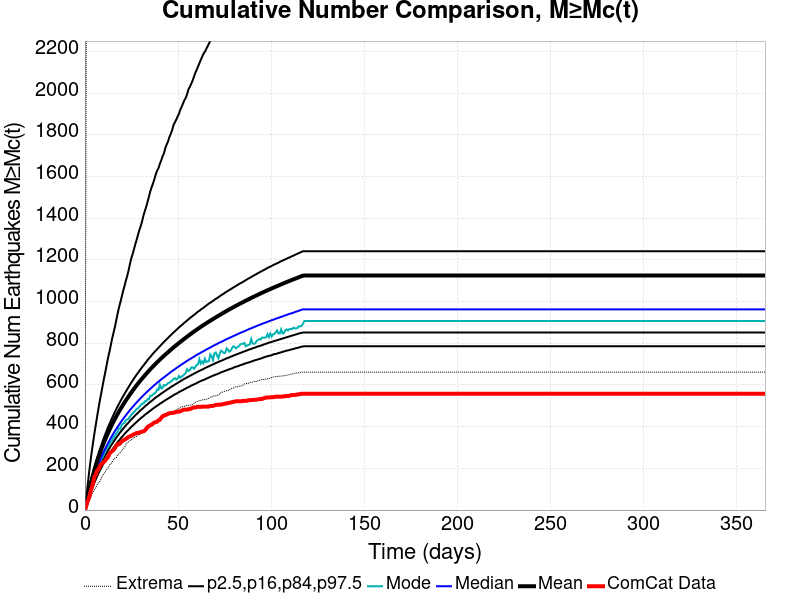 Cumulative Number Comparison, M≥Mc(t)
Cumulative Num Earthquakes M≥Mc(t)
2200
2000
1800
1600
1400
1200
1000
800
600
400
200
0
0 50 100 150 200 250 300 350
Time (days)
Extrema p2.5,p16,p84,p97.5 Mode Median Mean ComCat Data